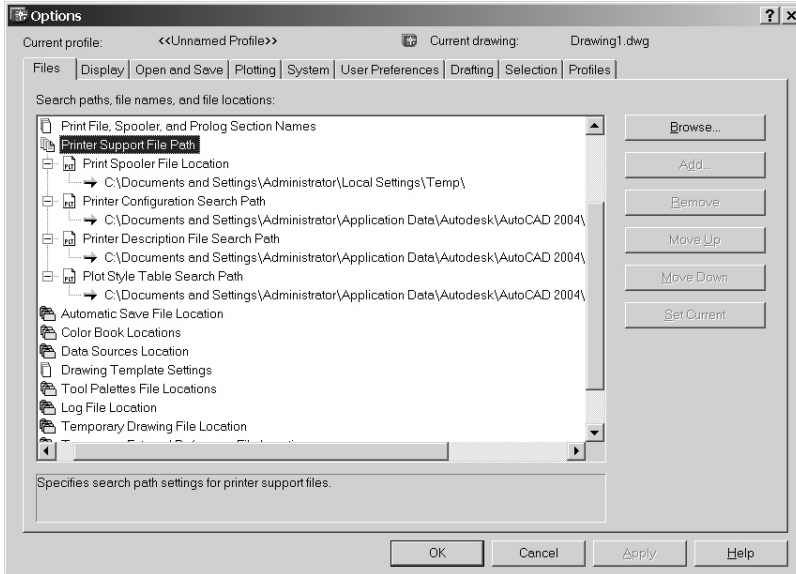 Options
Current profile: <<Unnamed Profile>> Current drawing: Drawing1.dwg
Files Display Open and Save Plotting System User Preferences Drafting Selection Profiles
Search paths, file names, and file locations:
Print File, Spooler, and Prolog Section Names
Printer Support File Path
Print Spooler File Location
C:\Documents and Settings\Administrator\Local Settings\Temp\
Printer Configuration Search Path
C:\Documents and Settings\Administrator\Application Data\Autodesk\AutoCAD 2004\
Printer Description File Search Path
C:\Documents and Settings\Administrator\Application Data\Autodesk\AutoCAD 2004\
Plot Style Table Search Path
C:\Documents and Settings\Administrator\Application Data\Autodesk\AutoCAD 2004\
Automatic Save File Location
Color Book Locations
Data Sources Location
Drawing Template Settings
Tool Palettes File Locations
Log File Location
Temporary Drawing File Location
Browse...
Add...
Remove
Move Up
Move Down
Set Current
Specifies search path settings for printer support files.
OK Cancel Apply Help